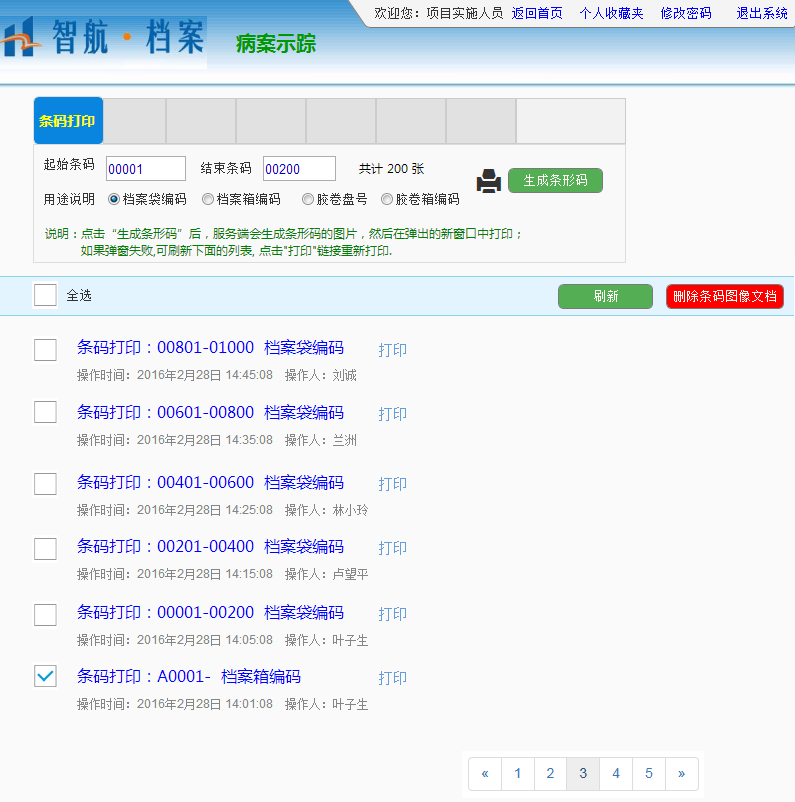 欢迎您：项目实施人员 返回首页 个人收藏夹 修改密码 退出系统
智航·档案 病案示踪
条码打印
起始条码 00001 结束条码 00200 共计 200 张
用途说明 档案袋编码 档案箱编码 胶卷盘号 胶卷箱编码 生成条形码
说明：点击“生成条形码”后，服务端会生成条形码的图片，然后在弹出的新窗口中打印；
如果弹窗失败,可刷新下面的列表, 点击"打印"链接重新打印.
全选 刷新 删除条码图像文档
条码打印：00801-01000 档案袋编码 打印
操作时间：2016年2月28日 14:45:08 操作人：刘诚
条码打印：00601-00800 档案袋编码 打印
操作时间：2016年2月28日 14:35:08 操作人：兰洲
条码打印：00401-00600 档案袋编码 打印
操作时间：2016年2月28日 14:25:08 操作人：林小玲
条码打印：00201-00400 档案袋编码 打印
操作时间：2016年2月28日 14:15:08 操作人：卢望平
条码打印：00001-00200 档案袋编码 打印
操作时间：2016年2月28日 14:05:08 操作人：叶子生
条码打印：A0001- 档案箱编码 打印
操作时间：2016年2月28日 14:01:08 操作人：叶子生
« 1 2 3 4 5 »